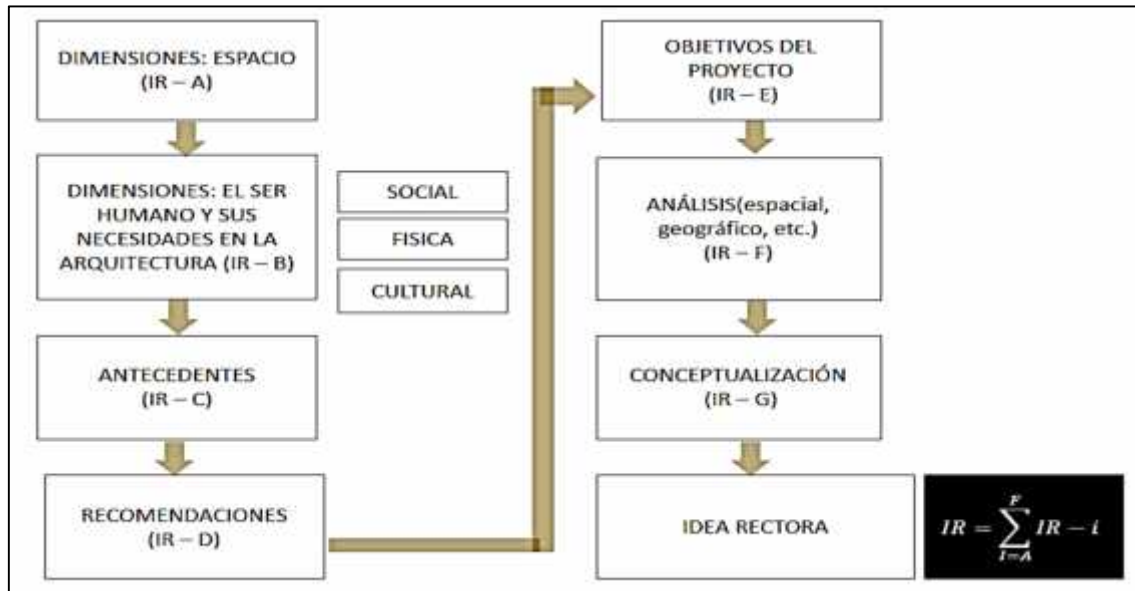 DIMENSIONES: ESPACIO
(IR – A)
DIMENSIONES: EL SER
HUMANO Y SUS
NECESIDADES EN LA
ARQUITECTURA (IR – B)
ANTECEDENTES
(IR – C)
RECOMENDACIONES
(IR – D)
SOCIAL
FISICA
CULTURAL
OBJETIVOS DEL
PROYECTO
(IR – E)
ANÁLISIS(espacial,
geográfico, etc.)
(IR – F)
CONCEPTUALIZACIÓN
(IR – G)
IDEA RECTORA
F
IR = ∑ IR – i
I=A